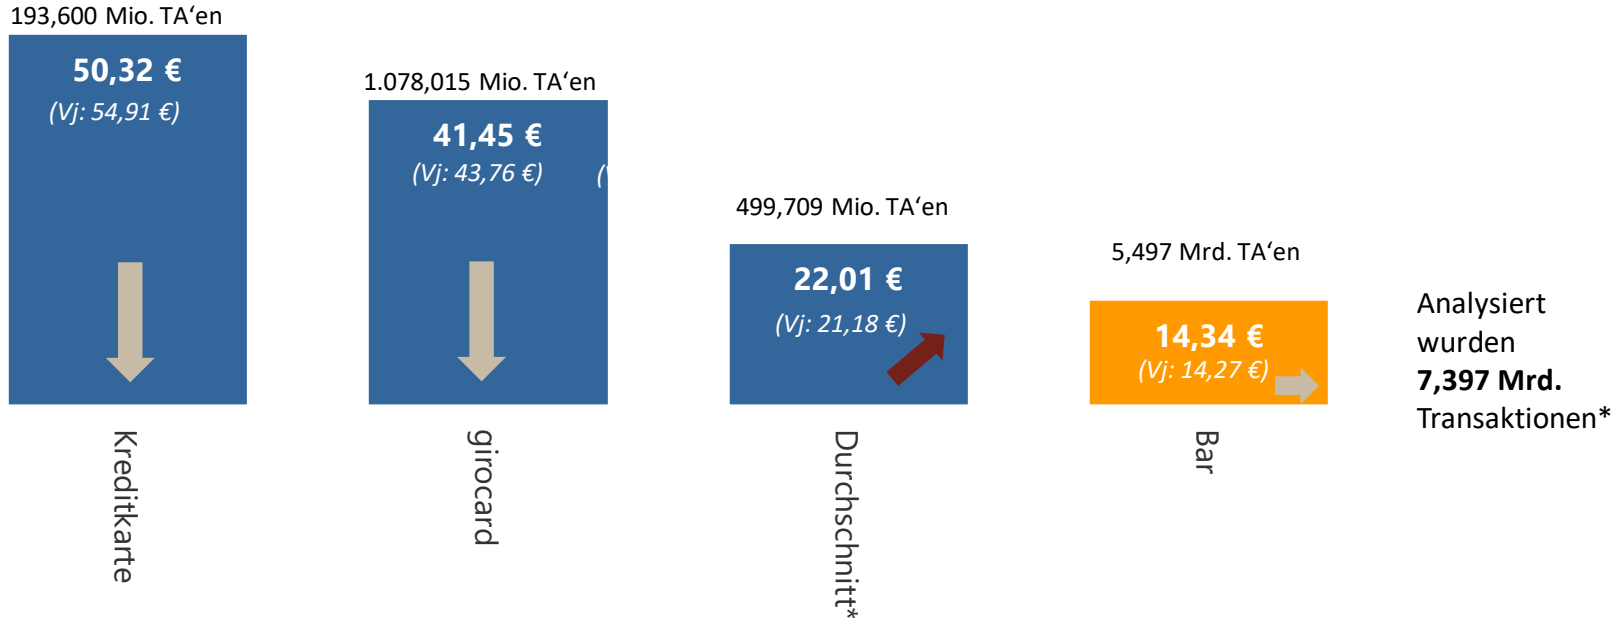 193,600 Mio. TA‘en
50,32 €
(Vj: 54,91 €)
Kreditkarte
1.078,015 Mio. TA‘en
41,45 €
(Vj: 43,76 €)
girocard
499,709 Mio. TA‘en
22,01 €
(Vj: 21,18 €)
Durchschnitt*
5,497 Mrd. TA‘en
14,34 €
(Vj: 14,27 €)
Bar
Analysiert
wurden
7,397 Mrd.
Transaktionen*